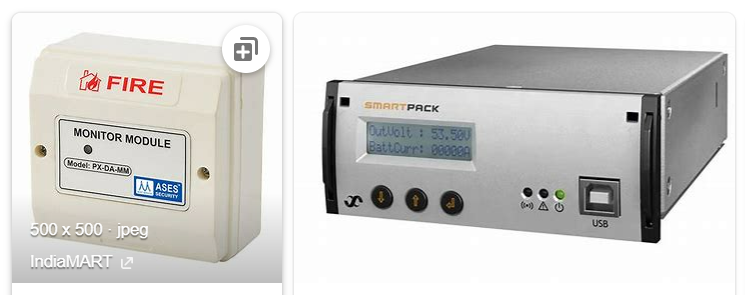 FIRE
MONITOR MODULE
Model: PX-DA-MM
ASES
SECURITY
500 x 500 · jpeg
IndiaMART
SMARTPACK
OutVolt : 53.50V
BattCurr: 00000A
USB